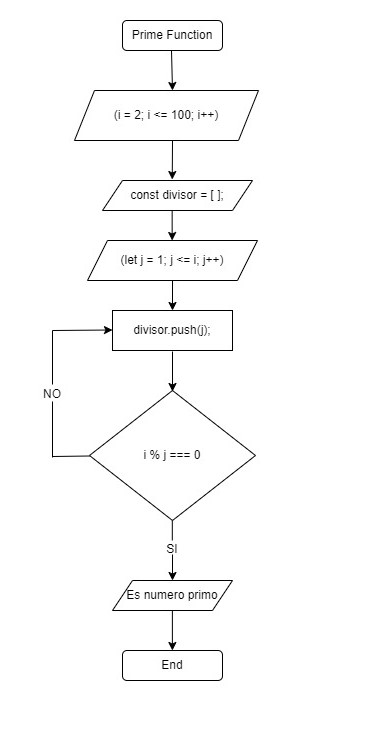 Prime Function
(i = 2; i <= 100; i++)
const divisor = [ ];
(let j = 1; j <= i; j++)
divisor.push(j);
NO
i % j === 0
SI
Es numero primo
End